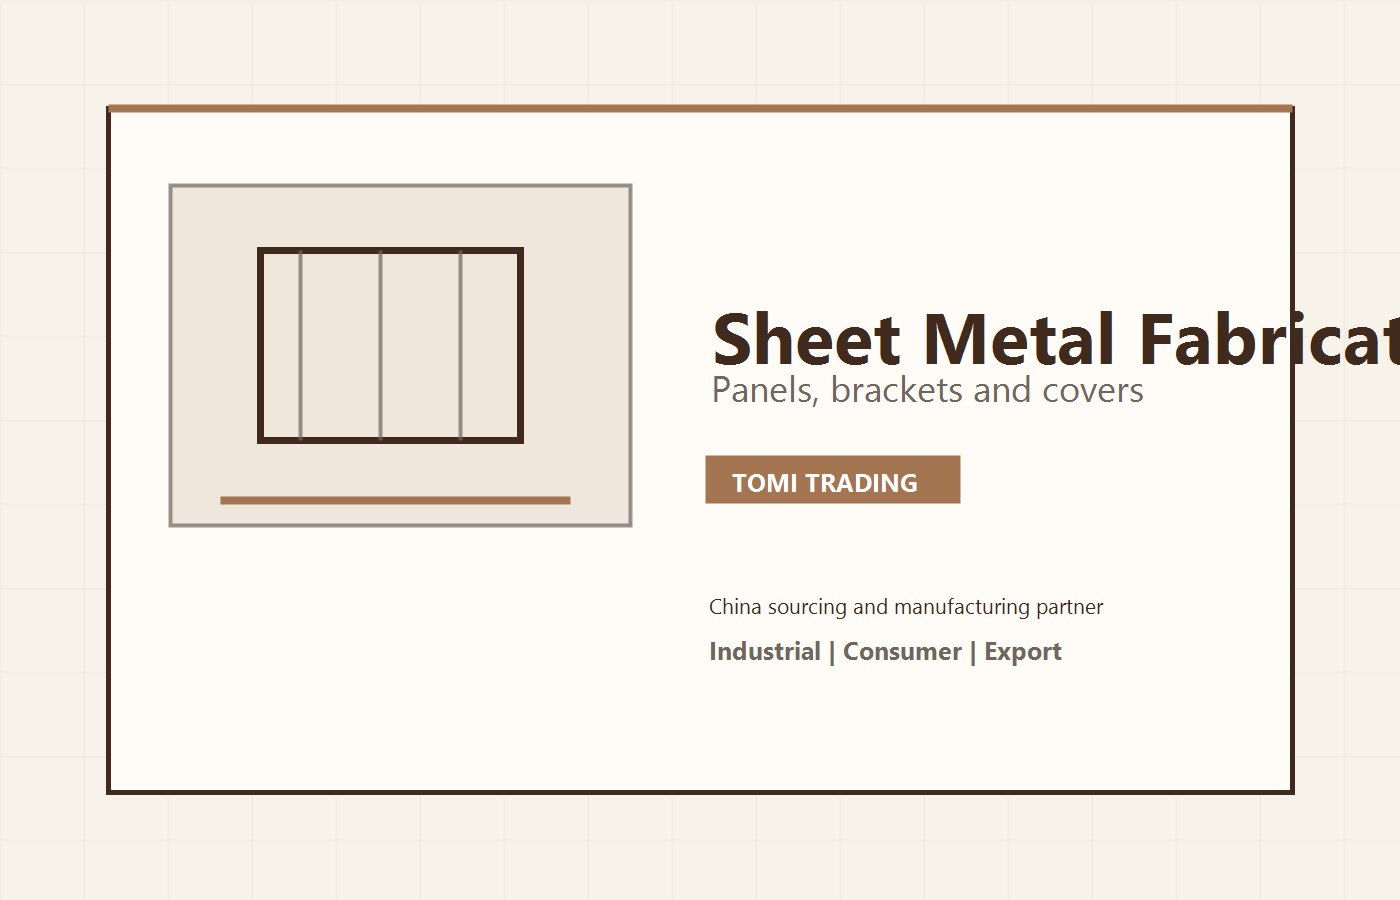 Sheet Metal Fabricat
Panels, brackets and covers
TOMI TRADING
China sourcing and manufacturing partner
Industrial | Consumer | Export